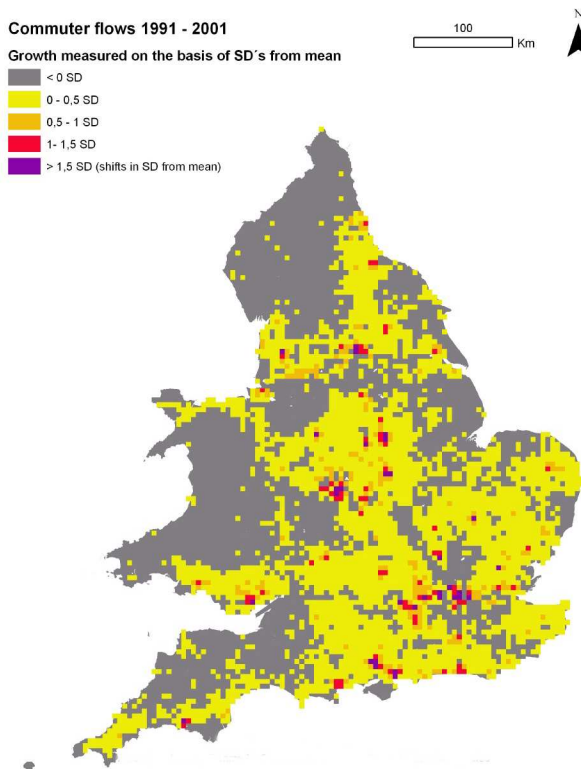 Commuter flows 1991 - 2001
Growth measured on the basis of SD´s from mean
< 0 SD
0 - 0,5 SD
0,5 - 1 SD
1- 1,5 SD
> 1,5 SD (shifts in SD from mean)
100
Km
N